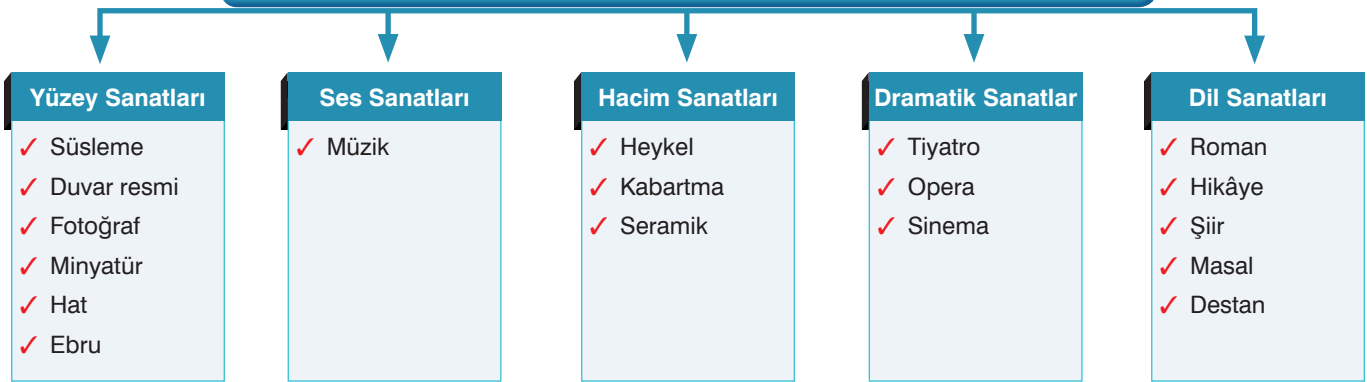 Yüzey Sanatları
Süsleme
Duvar resmi
Fotoğraf
Minyatür
Hat
Ebru
Ses Sanatları
Müzik
Hacim Sanatları
Heykel
Kabartma
Seramik
Dramatik Sanatlar
Tiyatro
Opera
Sinema
Dil Sanatları
Roman
Hikâye
Şiir
Masal
Destan